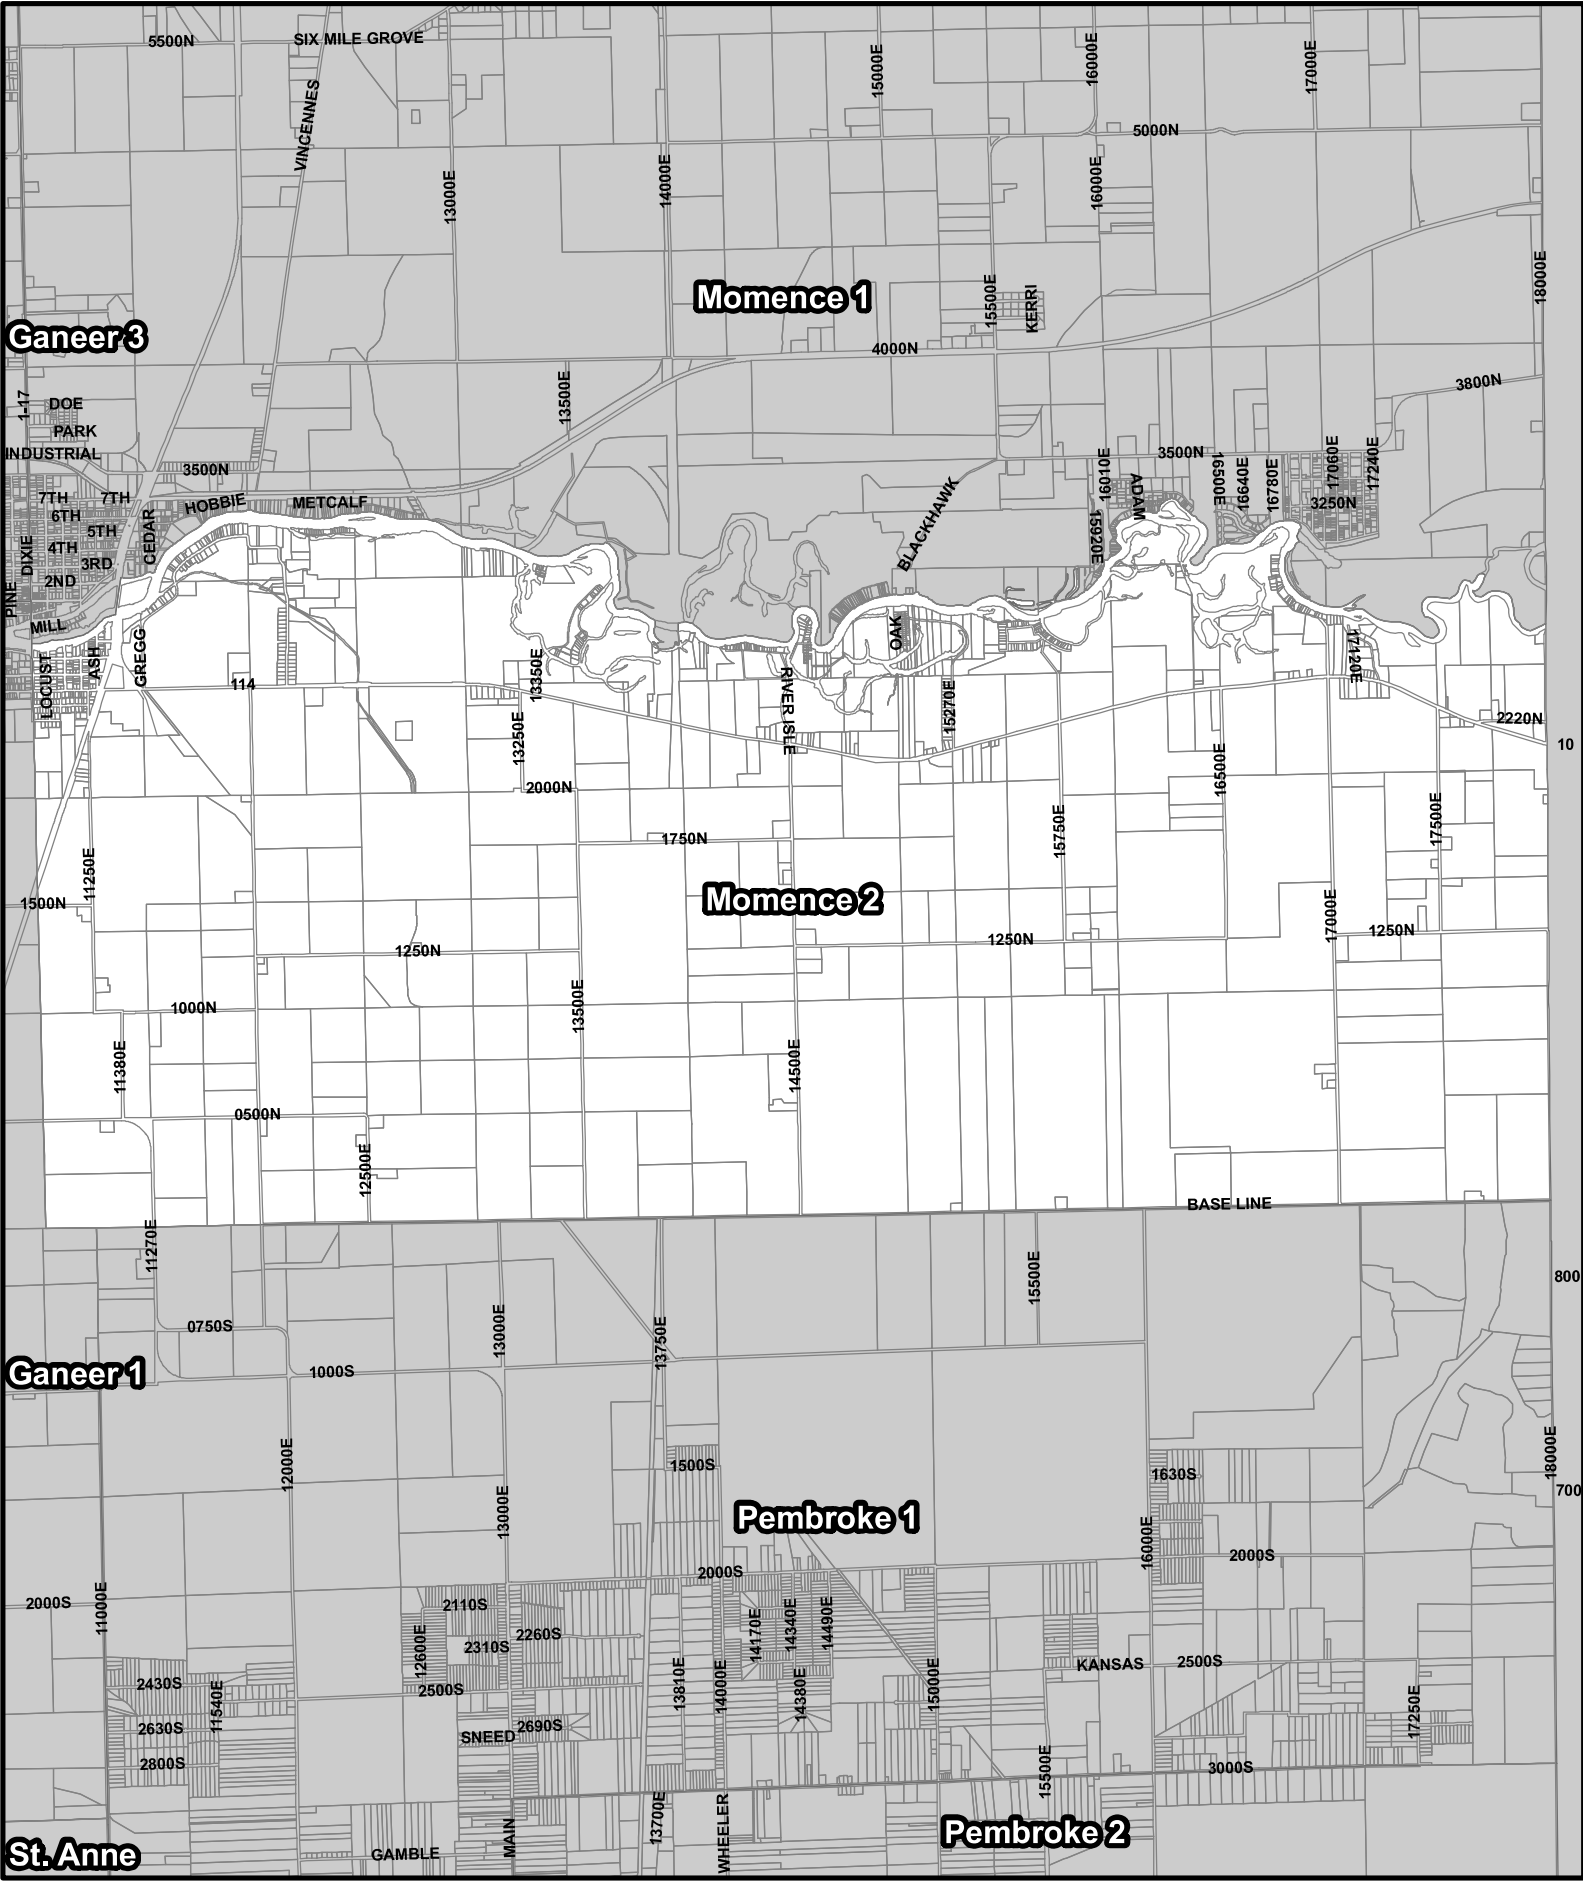 5500N
SIX MILE GROVE
VINCENNES
15000E
16000E
17000E
5000N
13000E
14000E
16000E
18000E
Momence 1
15500E
KERRI
Ganeer 3
4000N
13500E
3800N
1-17
DOE
PARK
INDUSTRIAL
3500N
3500N
16010E
16500E
16640E
16780E
17090E
17240E
7TH
7TH
HOBBIE
METCALF
ADAM
3250N
6TH
5TH
CEDAR
BLACKHAWK
15920E
DIXIE
4TH
3RD
2ND
PINE
MILL
OAK
LOCUST
ASH
GREGG
114
13350E
RIVER ISLE
15270E
17120E
13250E
2220N
10
16500E
2000N
1750N
15750E
17500E
11250E
1500N
Momence 2
17000E
1250N
1250N
1250N
1000N
13500E
11380E
14500E
0500N
12500E
BASE LINE
11270E
15500E
800
0750S
13000E
13750E
Ganeer 1
1000S
12000E
1500S
1630S
18000E
700
13000E
Pembroke 1
16000E
2000S
2000S
2000S
11000E
2110S
12600E
2310S
2260S
14170E
14340E
14490E
KANSAS
2500S
2430S
11540E
2500S
13810E
14000E
14380E
15000E
17250E
2630S
SNEED
2690S
2800S
15500E
3000S
13700E
WHEELER
MAIN
GAMBLE
Pembroke 2
St. Anne